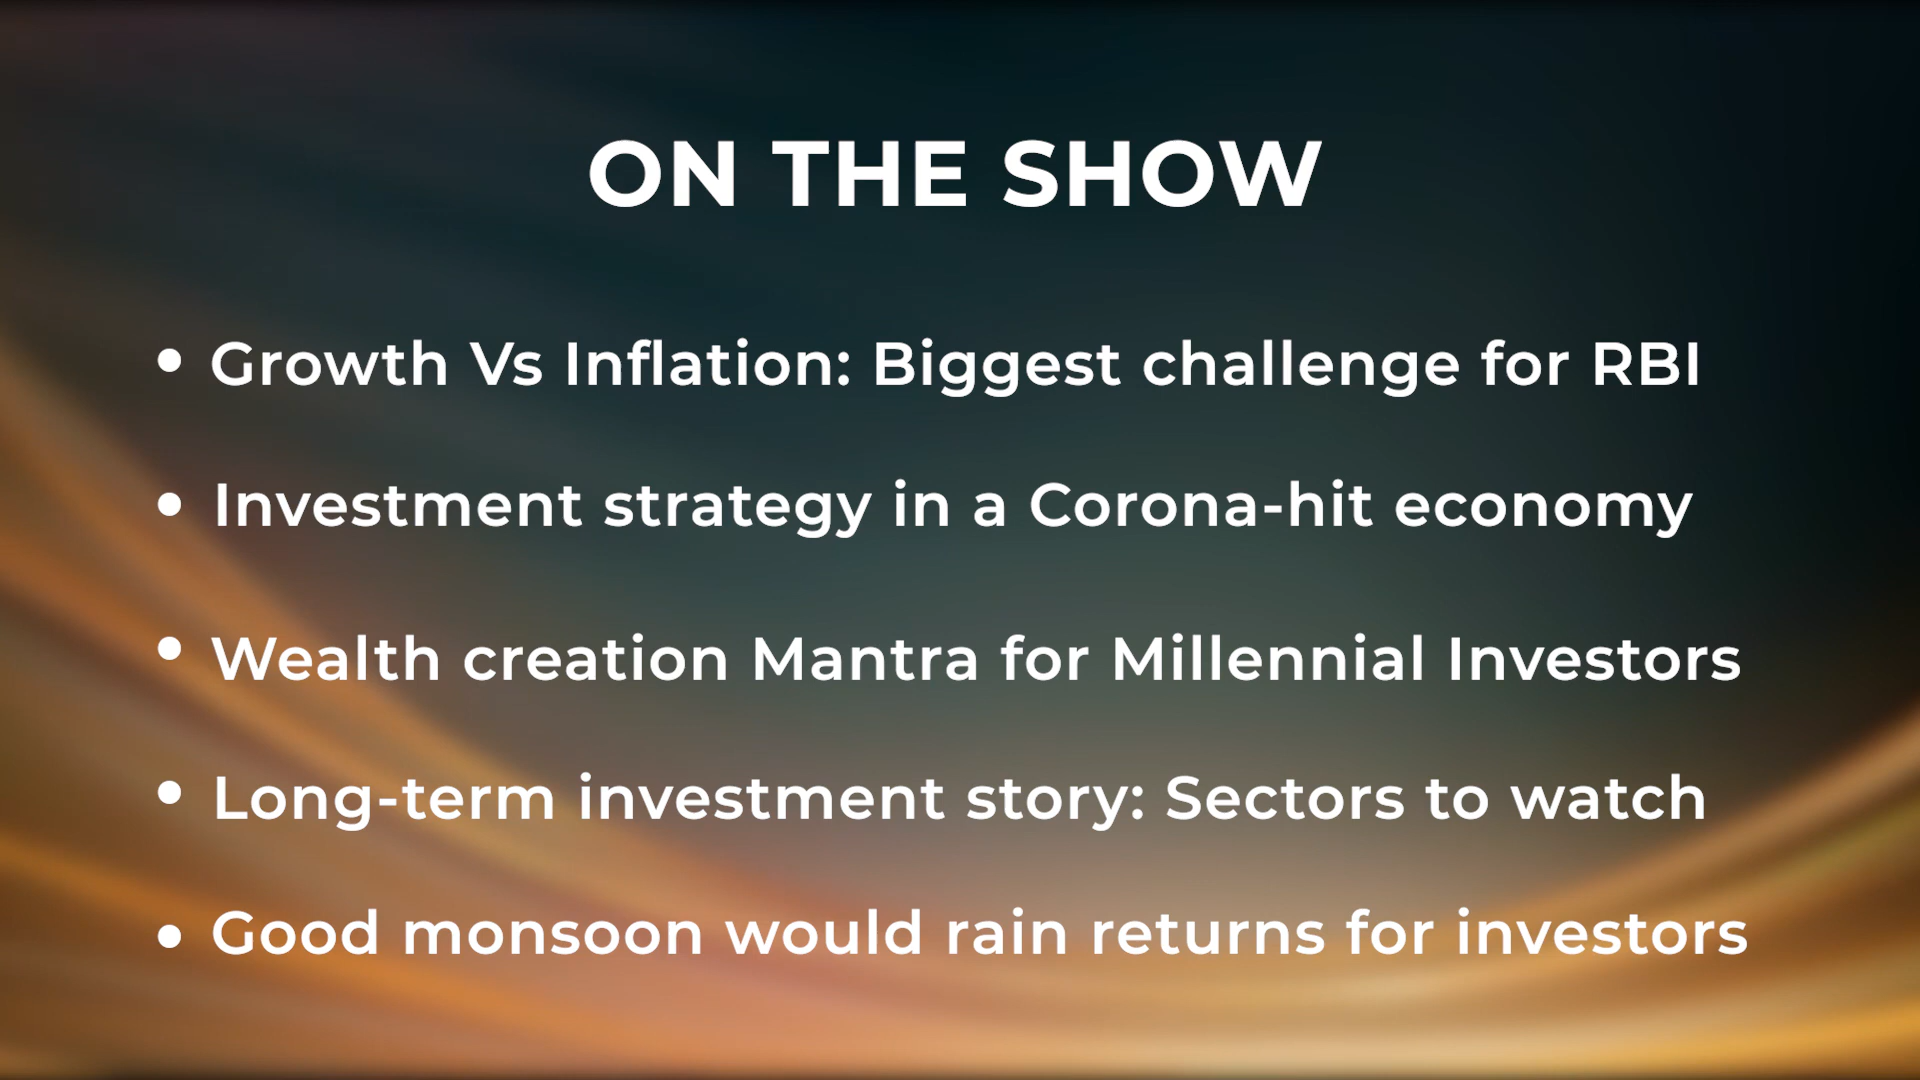 ON THE SHOW
• Growth Vs Inflation: Biggest challenge for RBI
• Investment strategy in a Corona-hit economy
• Wealth creation Mantra for Millennial Investors
• Long-term investment story: Sectors to watch
• Good monsoon would rain returns for investors